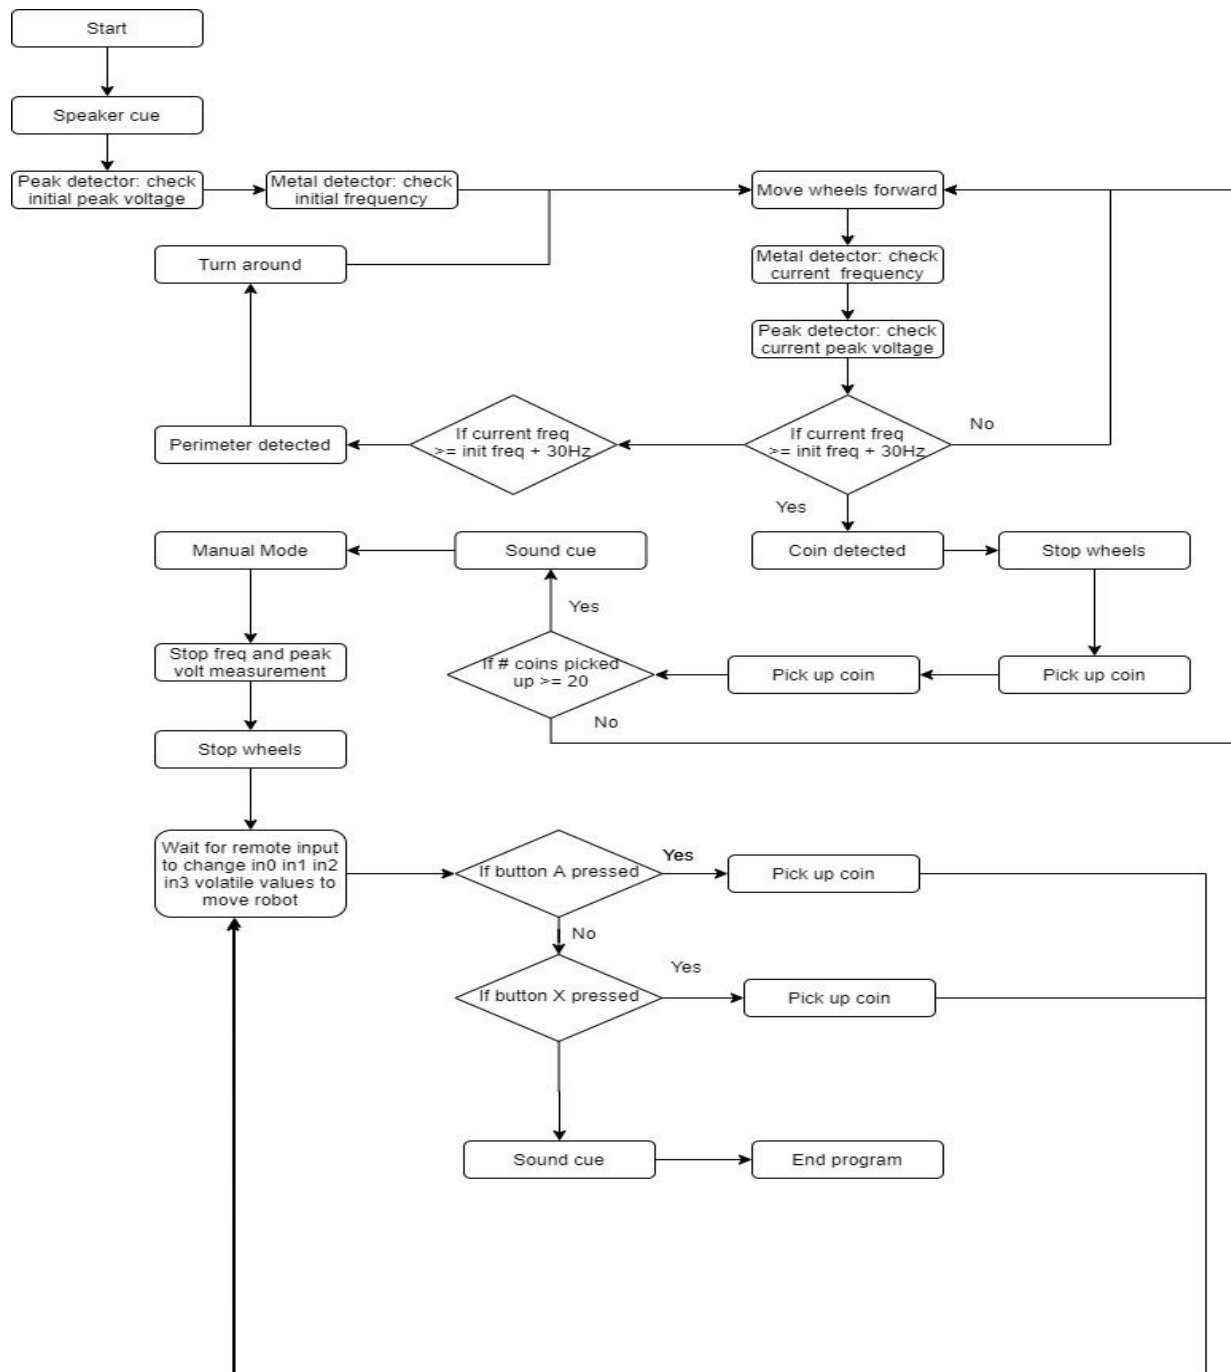 Start
Speaker cue
Peak detector: check
initial peak voltage
Metal detector: check
initial frequency
Move wheels forward
Turn around
Metal detector: check
current frequency
Peak detector: check
current peak voltage
Perimeter detected
If current freq
>= init freq + 30Hz
If current freq
>= init freq + 30Hz
No
Yes
Manual Mode
Sound cue
Coin detected
Stop wheels
Yes
Stop freq and peak
volt measurement
If # coins picked
up >= 20
Pick up coin
Pick up coin
No
Stop wheels
Wait for remote input
to change in0 in1 in2
in3 volatile values to
move robot
If button A pressed
Yes
Pick up coin
No
If button X pressed
Yes
Pick up coin
Sound cue
End program